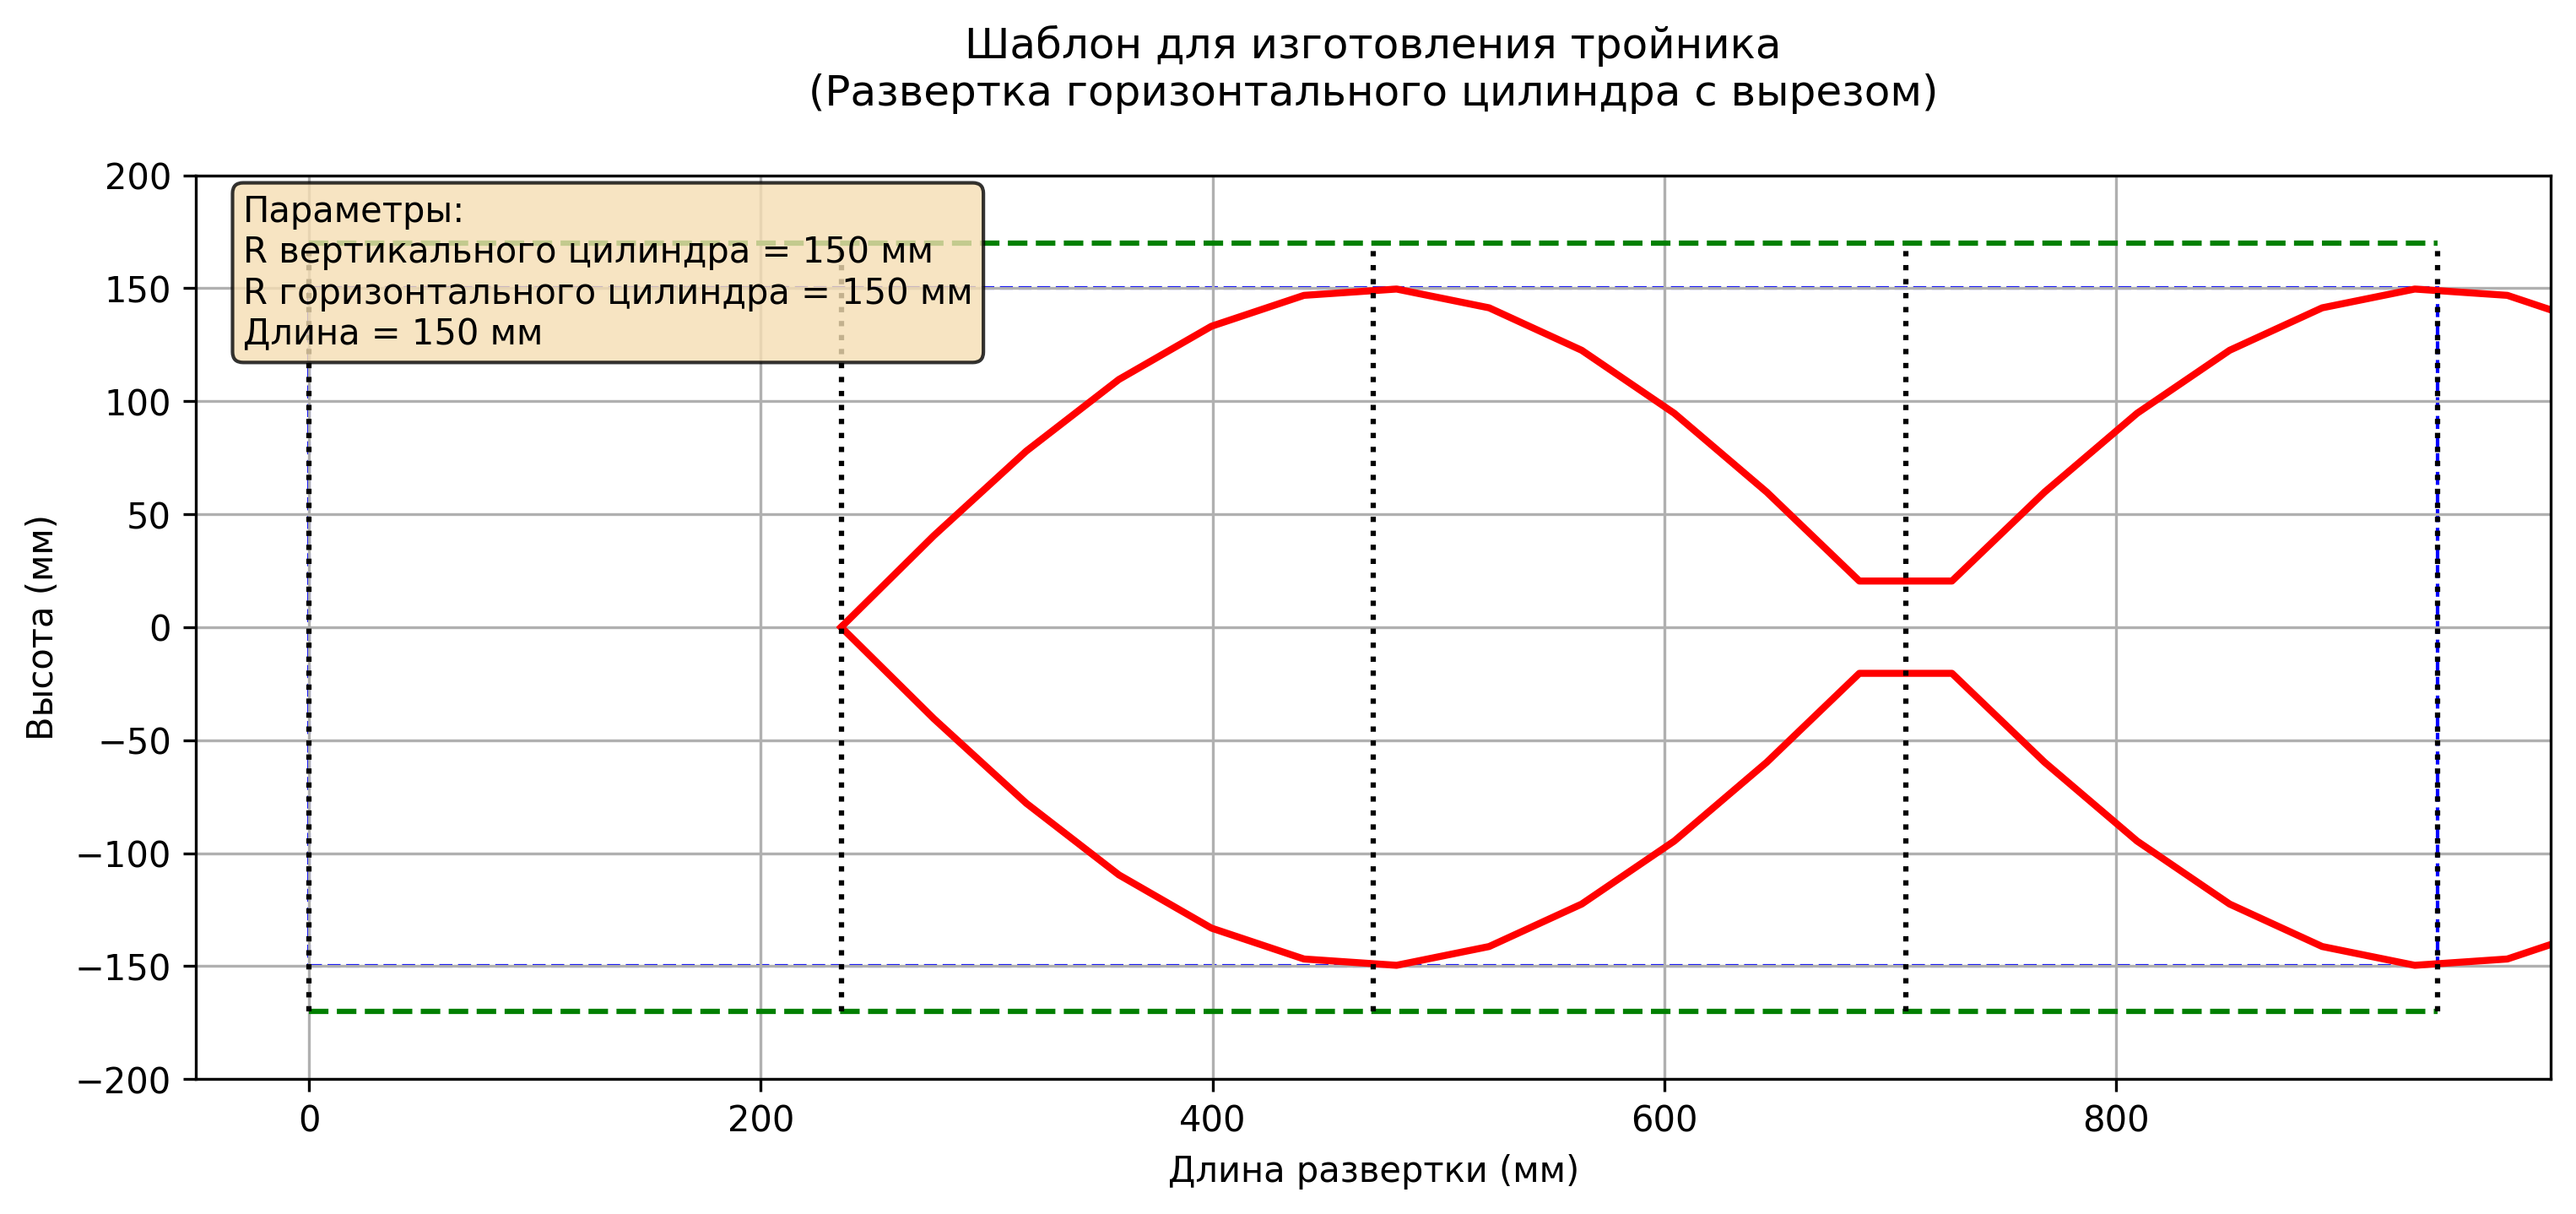 Шаблон для изготовления тройника
(Развертка горизонтального цилиндра с вырезом)
Параметры:
R вертикального цилиндра = 150 мм
R горизонтального цилиндра = 150 мм
Длина = 150 мм
200
150
100
50
0
−50
−100
−150
−200
Высота (мм)
0
200
400
600
800
Длина развертки (мм)